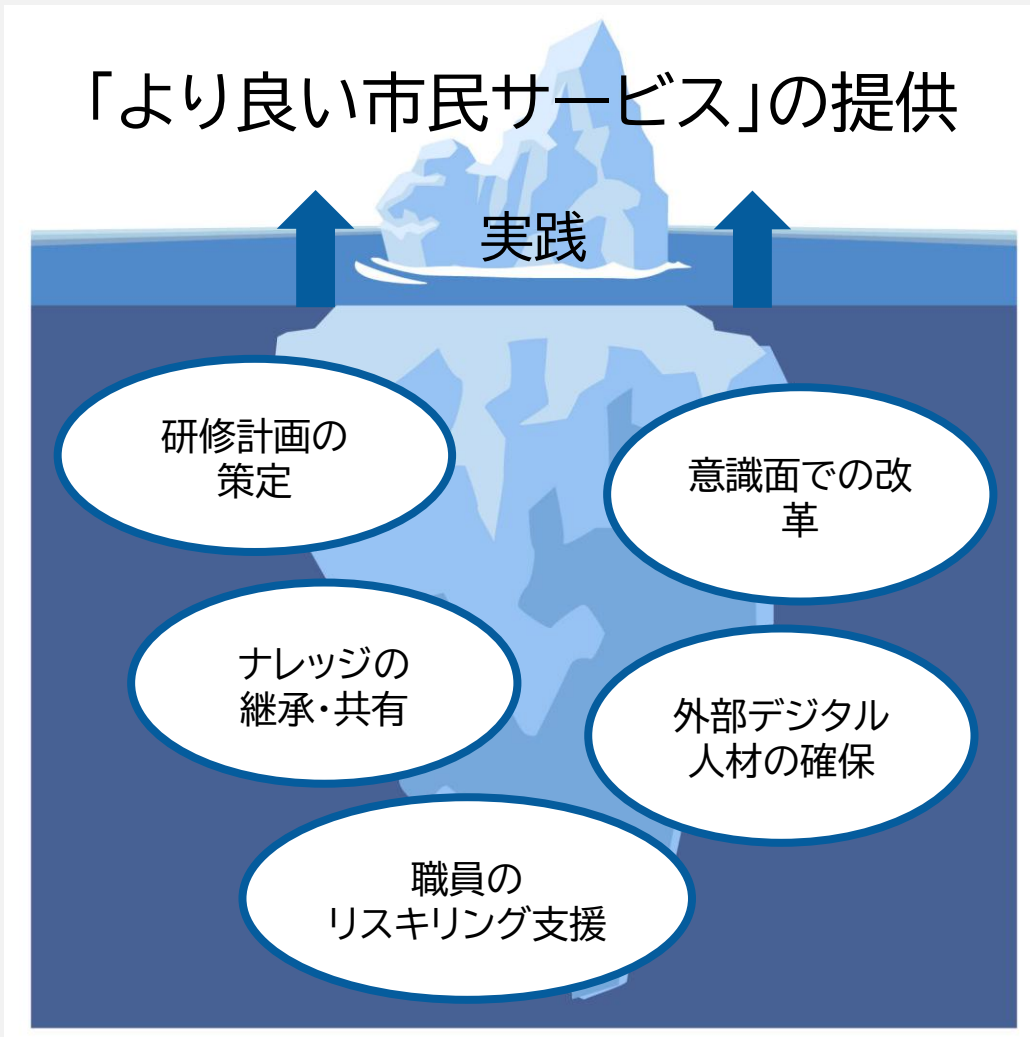 「より良い市民サービス」の提供
実践
研修計画の
策定
意識面での改
革
ナレッジの
継承・共有
外部デジタル
人材の確保
職員の
リスキリング支援